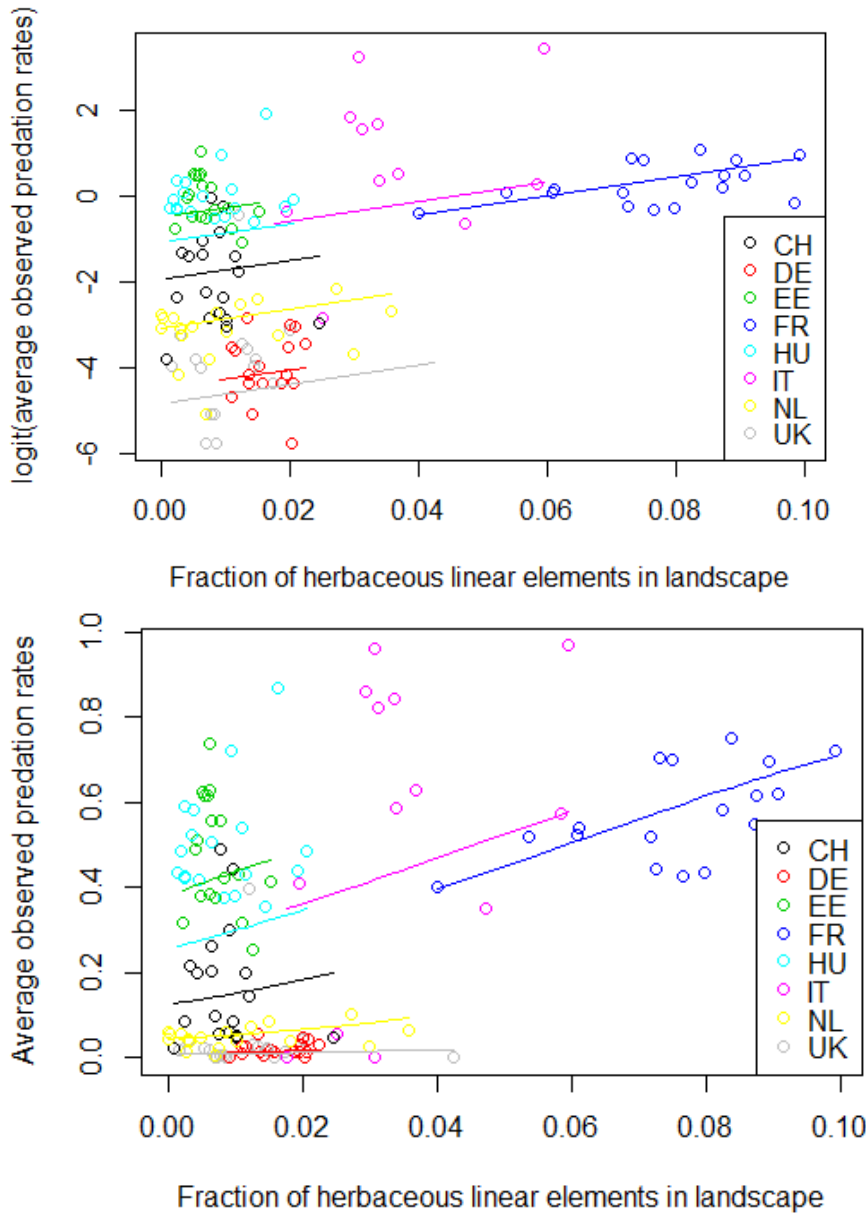 logit(average observed predation rates)
2
0
-2
-4
-6
CH
DE
EE
FR
HU
IT
NL
UK
0.00 0.02 0.04 0.06 0.08 0.10
Fraction of herbaceous linear elements in landscape
Average observed predation rates
1.0
0.8
0.6
0.4
0.2
0.0
CH
DE
EE
FR
HU
IT
NL
UK
0.00 0.02 0.04 0.06 0.08 0.10
Fraction of herbaceous linear elements in landscape